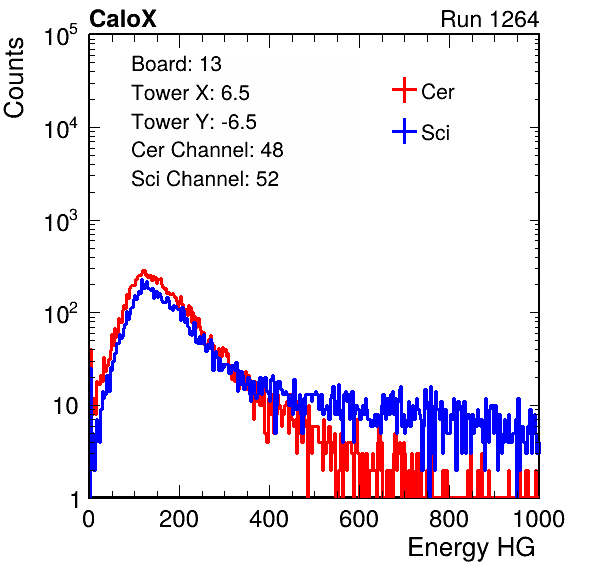 CaloX Run 1264
Counts
10^5
10^4
10^3
10^2
10
1
Board: 13
Tower X: 6.5
Tower Y: -6.5
Cer Channel: 48
Sci Channel: 52
Cer
Sci
0 200 400 600 800 1000
Energy HG